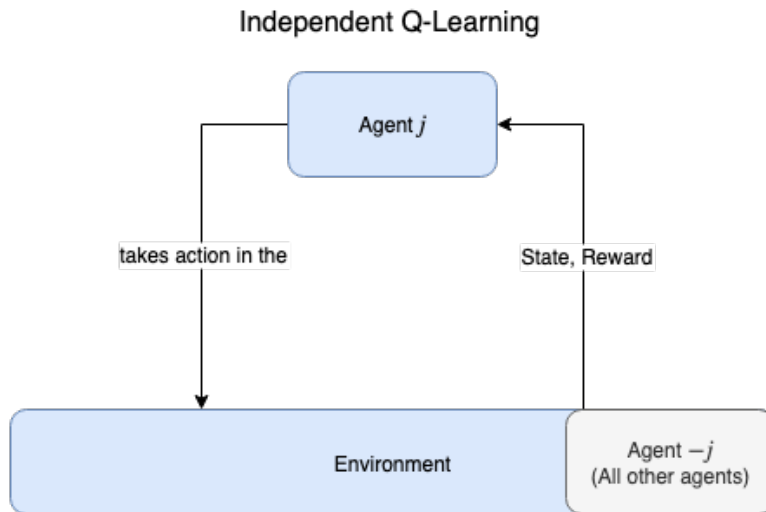 Independent Q-Learning
Agent j
takes action in the
State, Reward
Environment
Agent −j
(All other agents)